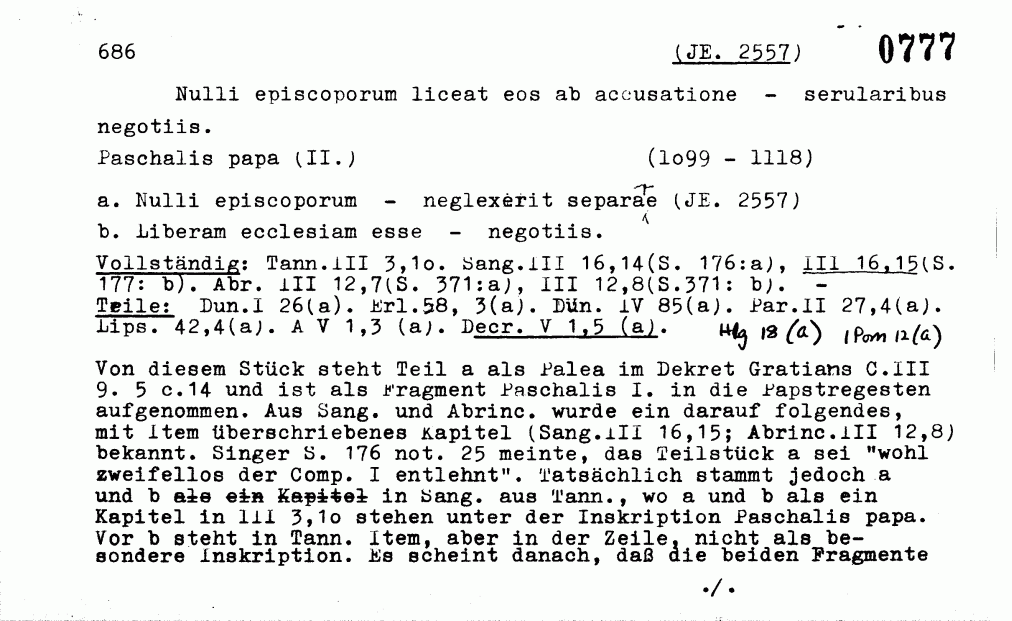 686 (JE. 2557) 0777
Nulli episcoporum liceat eos ab accusatione - serularibus
negotiis.
Paschalis papa (II.) (1o99 - 1118)
a. Nulli episcoporum - neglexerit separatae (JE. 2557)
b. Liberam ecclesiam esse - negotiis.
Vollständig: Tann.III 3,1o. Sang.III 16,14(S. 176:a), III 16,15(S.
177: b). Abr. III 12,7(S. 371:a), III 12,8(S.371: b). -
Teile: Dun.I 26(a). Erl.58, 3(a). Dun. IV 85(a). Par.II 27,4(a).
Lips. 42,4(a). A V 1,3 (a). Decr. V 1,5 (a). Hlg 18 (a) 1 Pom 12(a)
Von diesem Stück steht Teil a als Palea im Dekret Gratians C.III
9. 5 c.14 und ist als Fragment Paschalis I. in die Papstregesten
aufgenommen. Aus Sang. und Abrinc. wurde ein darauf folgendes,
mit Item überschriebenes Kapitel (Sang.III 16,15; Abrinc.III 12,8)
bekannt. Singer S. 176 not. 25 meinte, das Teilstück a sei "wohl
zweifellos der Comp. I entlehnt". Tatsächlich stammt jedoch a
und b als ein Kapitel in Sang. aus Tann., wo a und b als ein
Kapitel in III 3,1o stehen unter der Inskription Paschalis papa.
Vor b steht in Tann. Item, aber in der Zeile, nicht als be-
sondere Inskription. Es scheint danach, daß die beiden Fragmente
./.